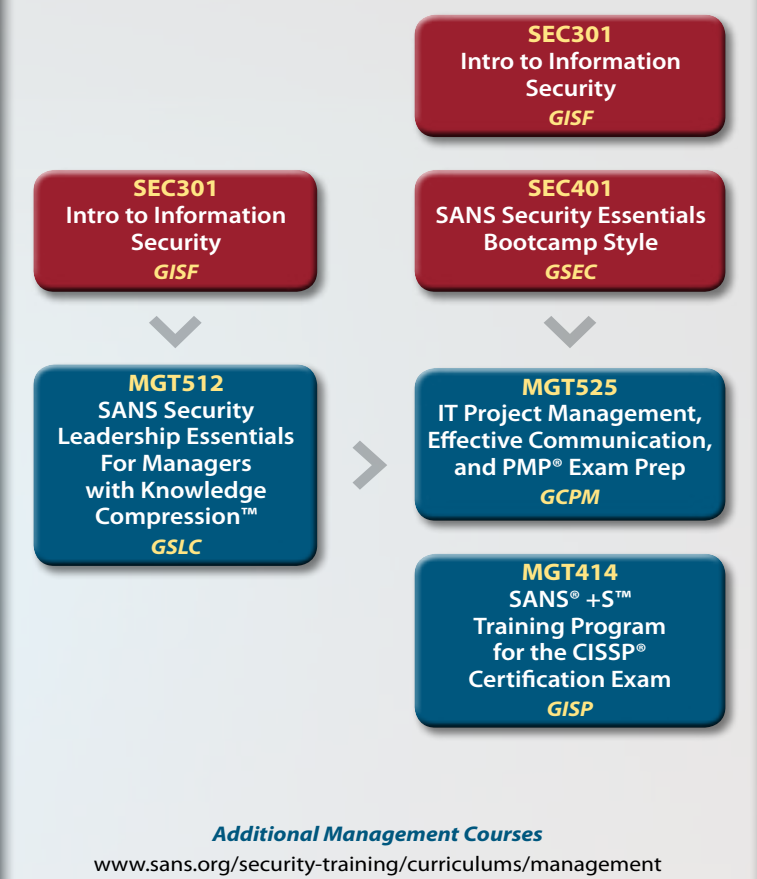 SEC301
Intro to Information
Security
GISF
SEC301
Intro to Information
Security
GISF
SEC401
SANS Security Essentials
Bootcamp Style
GSEC
MGT512
SANS Security
Leadership Essentials
For Managers
with Knowledge
Compression™
GSLC
MGT525
IT Project Management,
Effective Communication,
and PMP® Exam Prep
GCPM
MGT414
SANS® +S™
Training Program
for the CISSP®
Certification Exam
GISP
Additional Management Courses
www.sans.org/security-training/curriculums/management